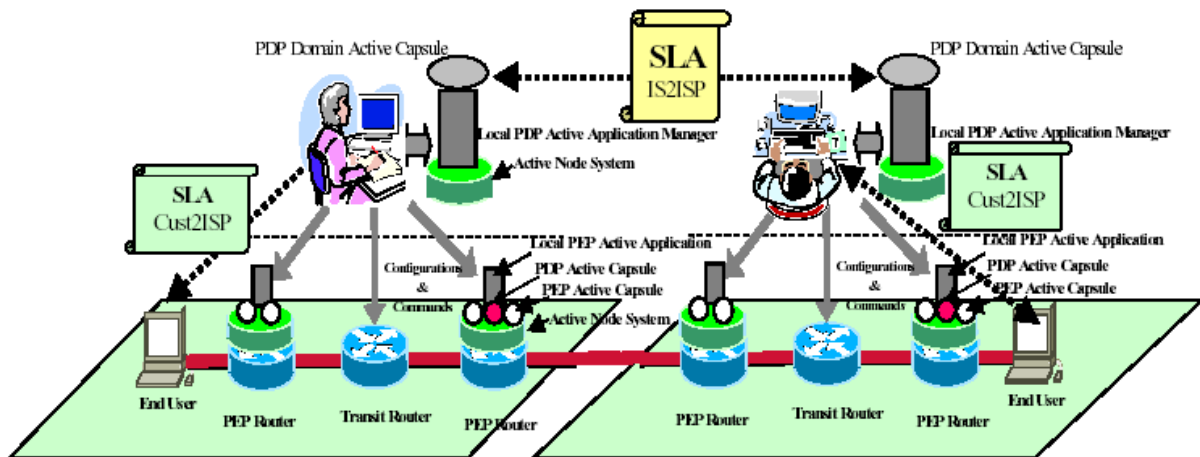 PDP Domain Active Capsule
SLA
IS2ISP
PDP Domain Active Capsule
Local PDP Active Application Manager
Active Node System
Local PDP Active Application Manager
SLA
Cust2ISP
SLA
Cust2ISP
Local PEP Active Application
PDP Active Capsule
PEP Active Capsule
Active Node System
Configurations
&
Commands
Local PEP Active Application
PDP Active Capsule
PEP Active Capsule
Configurations
&
Commands
End User
PEP Router
Transit Router
PEP Router
PEP Router
Transit Router
PEP Router
End User